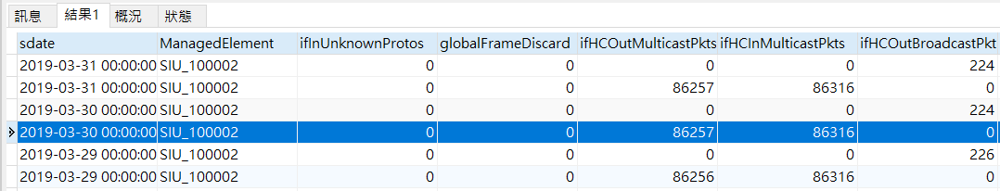 訊息 結果1 概況 狀態
sdate ManagedElement ifInUnknownProtos globalFrameDiscard ifHCOutMulticastPkts ifHCInMulticastPkts ifHCOutBroadcastPkt
2019-03-31 00:00:00 SIU_100002 0 0 0 0 224
2019-03-31 00:00:00 SIU_100002 0 0 86257 86316 0
2019-03-30 00:00:00 SIU_100002 0 0 0 0 224
2019-03-30 00:00:00 SIU_100002 0 0 86257 86316 0
2019-03-29 00:00:00 SIU_100002 0 0 0 0 226
2019-03-29 00:00:00 SIU_100002 0 0 86256 86316 0